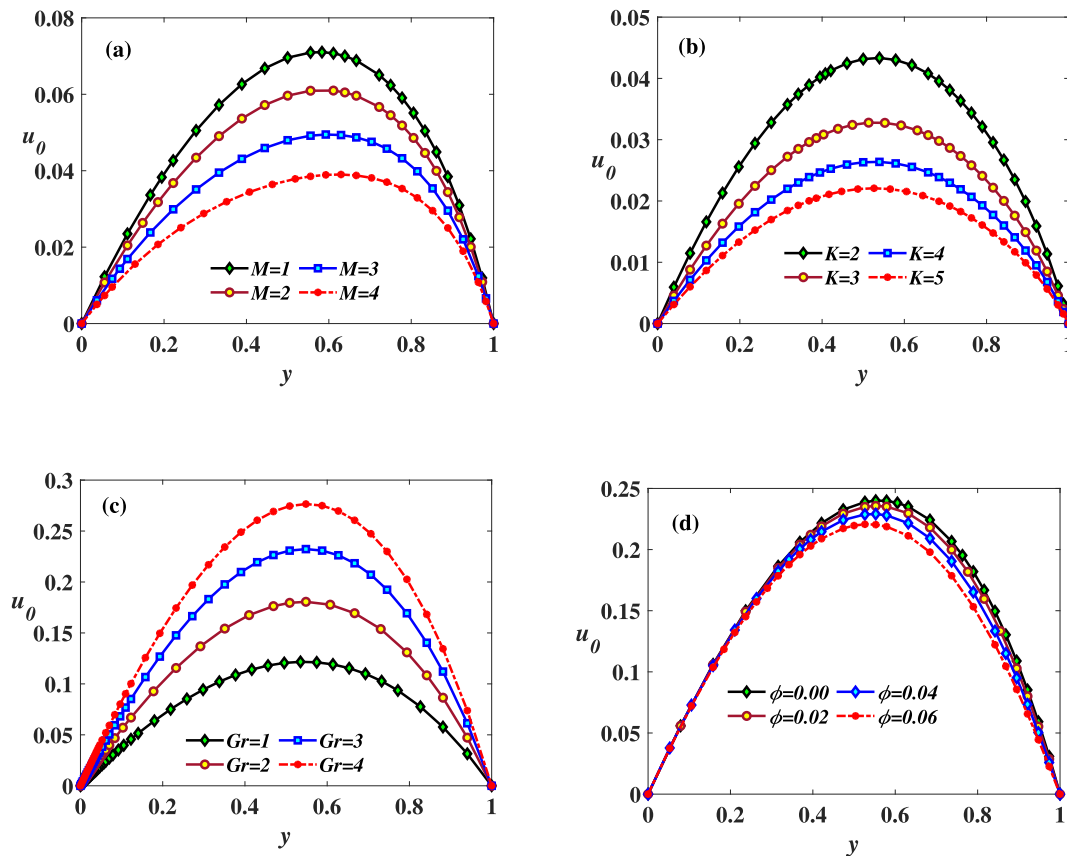 (a)
u0
0.08
0.06
0.04
0.02
0
M=1 M=3
M=2 M=4
0 0.2 0.4 0.6 0.8 1
y
(b)
u0
0.05
0.04
0.03
0.02
0.01
0
K=2 K=4
K=3 K=5
0 0.2 0.4 0.6 0.8 1
y
(c)
u0
0.3
0.25
0.2
0.15
0.1
0.05
0
Gr=1 Gr=3
Gr=2 Gr=4
0 0.2 0.4 0.6 0.8 1
y
(d)
u0
0.25
0.2
0.15
0.1
0.05
0
ϕ=0.00 ϕ=0.04
ϕ=0.02 ϕ=0.06
0 0.2 0.4 0.6 0.8 1
y